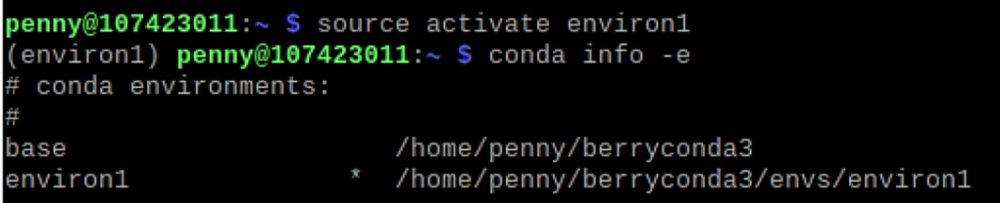 penny@107423011:~ $ source activate environ1
(environ1) penny@107423011:~ $ conda info -e
# conda environments:
#
base                     /home/penny/berryconda3
environ1              *  /home/penny/berryconda3/envs/environ1